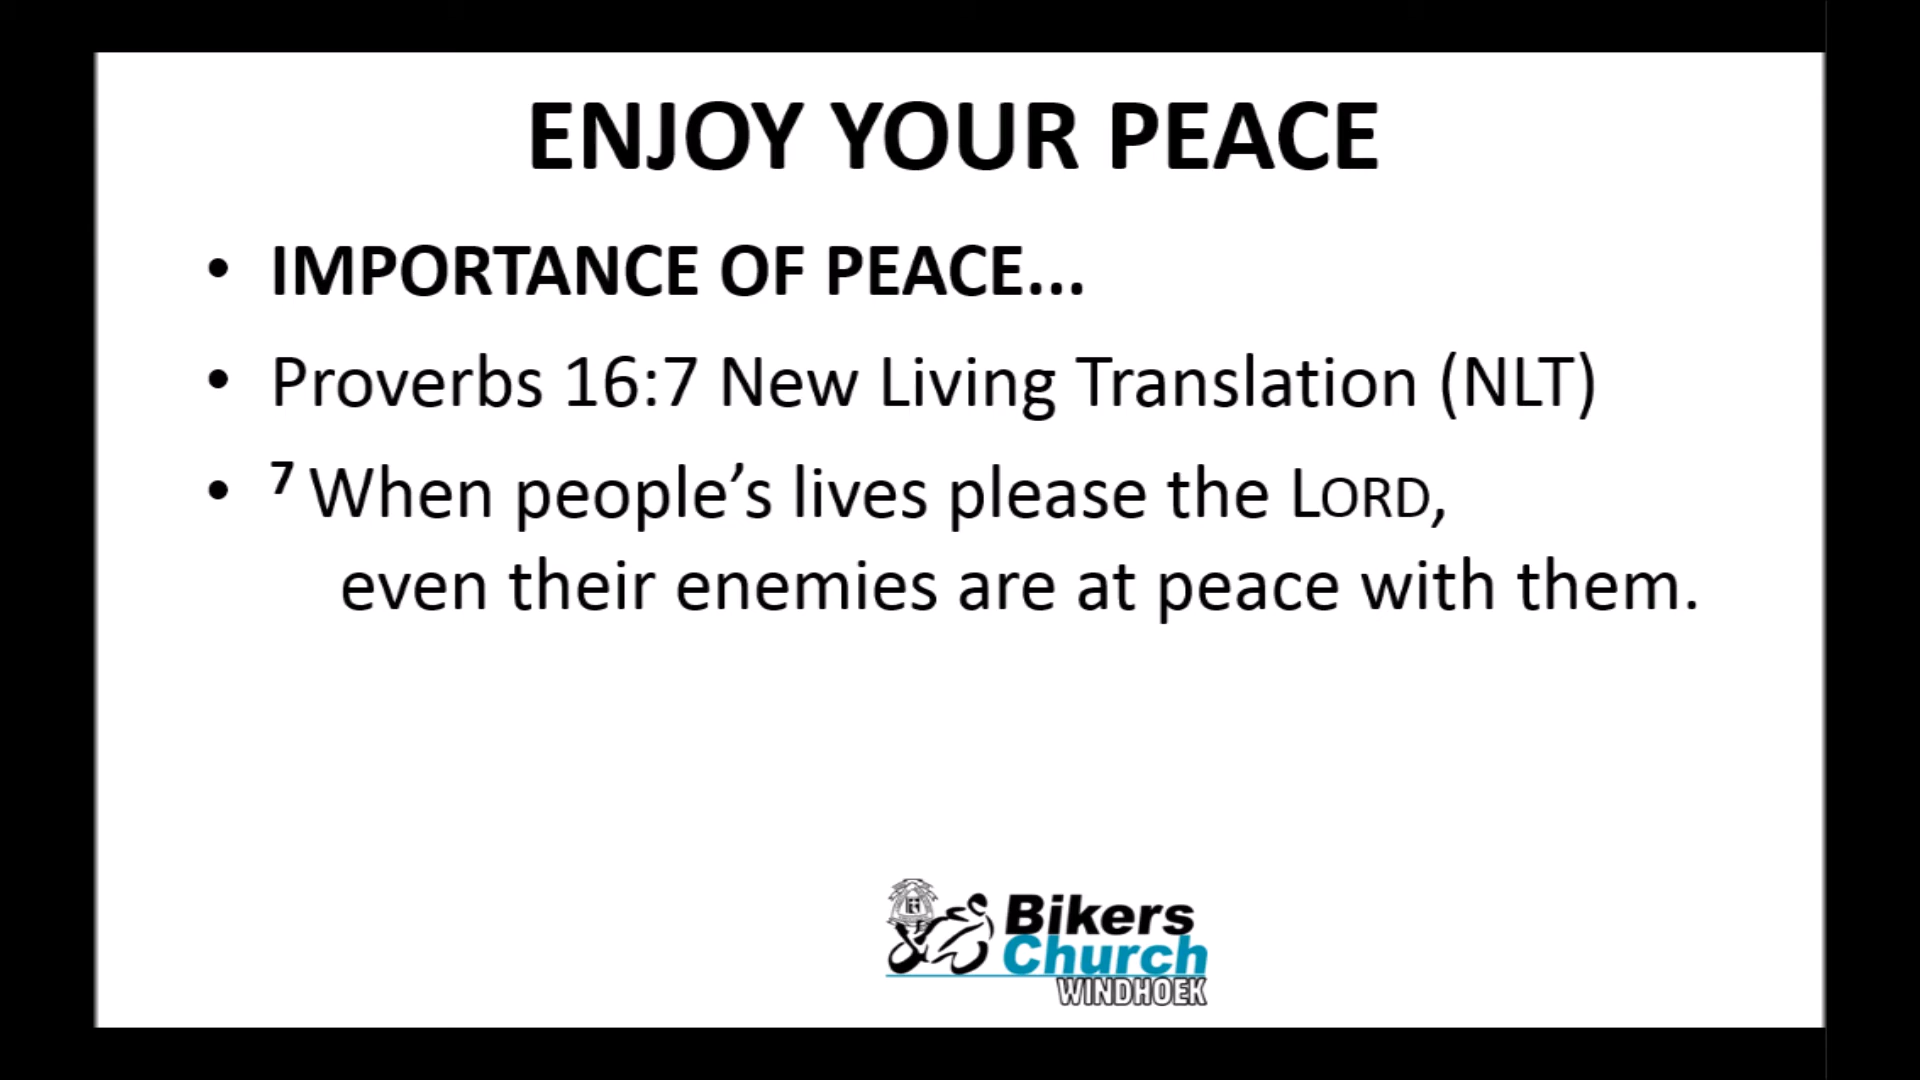 ENJOY YOUR PEACE
• IMPORTANCE OF PEACE...
• Proverbs 16:7 New Living Translation (NLT)
• ⁷ When people’s lives please the LORD,
even their enemies are at peace with them.
Bikers
Church
WINDHOEK